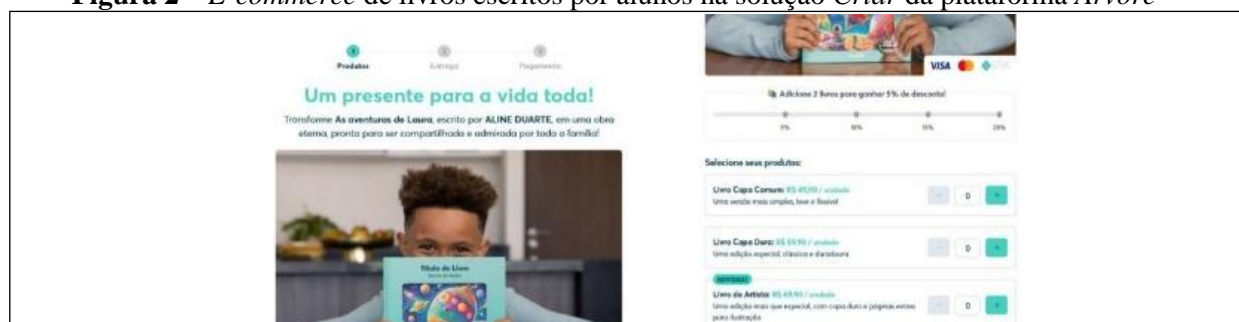 Figura 2 – E-commerce de livros escritos por alunos na solução Criar da plataforma Árvore
Produtos
Entrega
Pagamento
Um presente para a vida toda!
Transforme As aventuras de Laura, escrito por ALINE DUARTE, em uma obra
eterna, pronta para ser compartilhada e admirada por toda a família!
Título do Livro
VISA
Adicione 2 livros para ganhar 5% de desconto!
5% 10% 15% 20%
Selecione seus produtos:
Livro Capa Comum: R$ 49,90 / unidade
Uma versão mais simples, leve e flexível
- 0 +
Livro Capa Dura: R$ 59,90 / unidade
Uma edição especial, clássica e duradoura
- 0 +
Livro do Artista: R$ 69,90 / unidade
Uma edição mais que especial, com capa dura e páginas extras
para ilustração
- 0 +